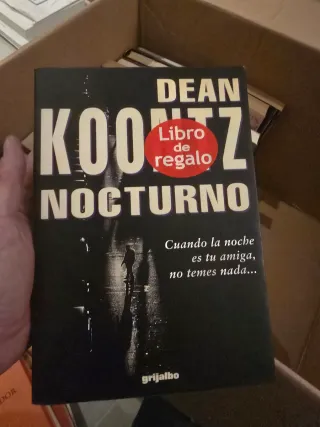 DEAN
KOONTZ
Libro
de
regalo
NOCTURNO
Cuando la noche
es tu amiga,
no temes nada...
grijalbo